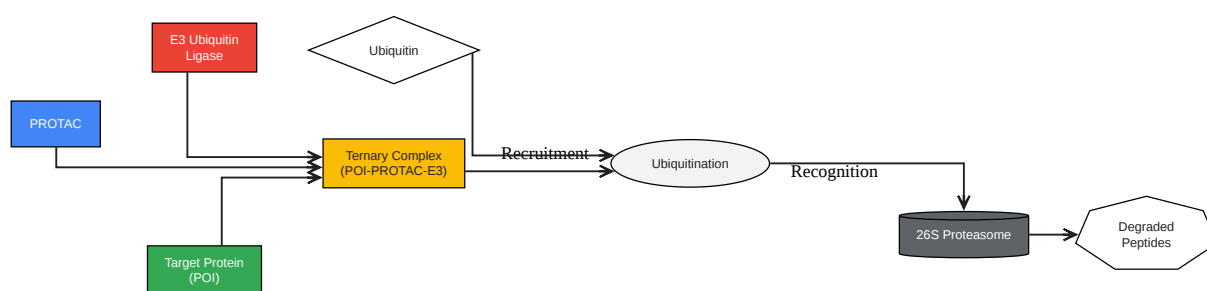 E3 Ubiquitin
Ligase
Ubiquitin
PROTAC
Ternary Complex
(POI-PROTAC-E3)
Recruitment
Ubiquitination
Recognition
Target Protein
(POI)
26S Proteasome
Degraded
Peptides